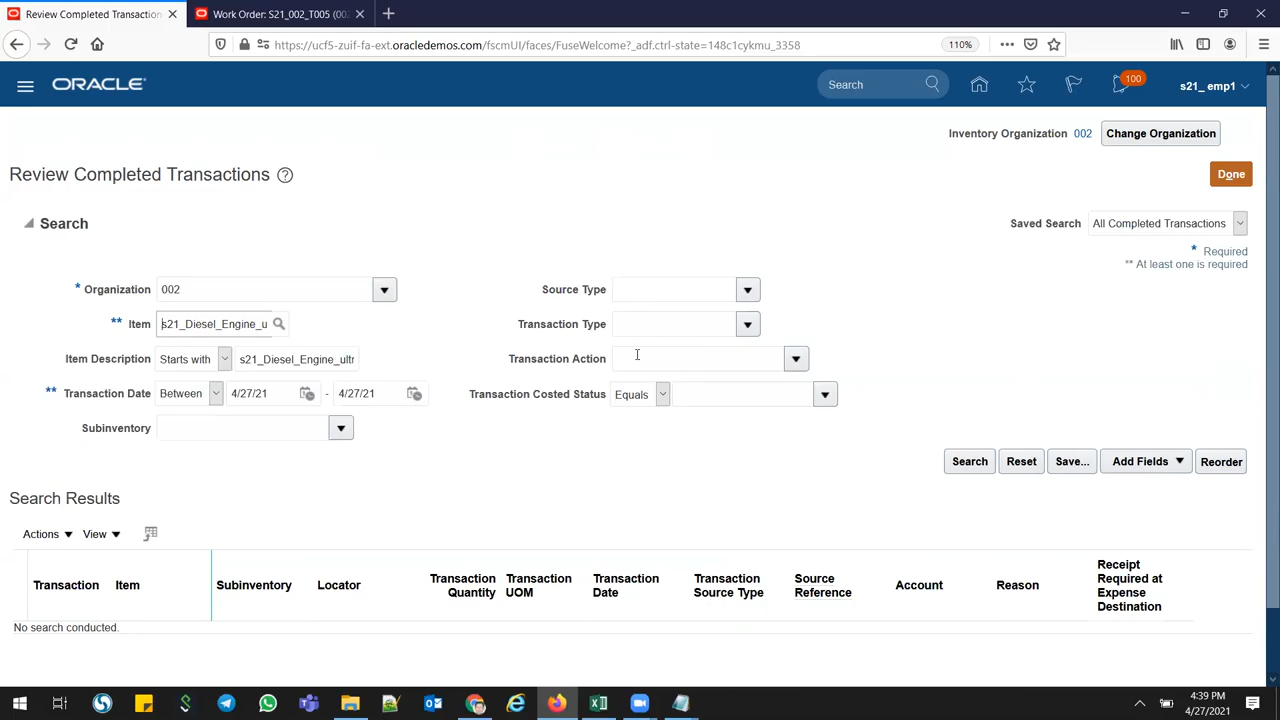 Review Completed Transaction
Work Order: S21_002_T005 (002
https://ucf5-zuif-fa-ext.oracledemos.com/fscmUI/faces/FuseWelcome?_adf.ctrl-state=148c1cykmu_3358
110%
ORACLE
Search
100
s21_ emp1
Inventory Organization 002 Change Organization
Review Completed Transactions
Done
Search
Saved Search All Completed Transactions
* Required
** At least one is required
* Organization 002
Source Type
** Item s21_Diesel_Engine_u
Transaction Type
Item Description Starts with s21_Diesel_Engine_ultr
Transaction Action
** Transaction Date Between 4/27/21 - 4/27/21
Transaction Costed Status Equals
Subinventory
Search Reset Save... Add Fields Reorder
Search Results
Actions View
Transaction Item Subinventory Locator Transaction Quantity Transaction UOM Transaction Date Transaction Source Type Source Reference Account Reason Receipt Required at Expense Destination
No search conducted.
4:39 PM
4/27/2021